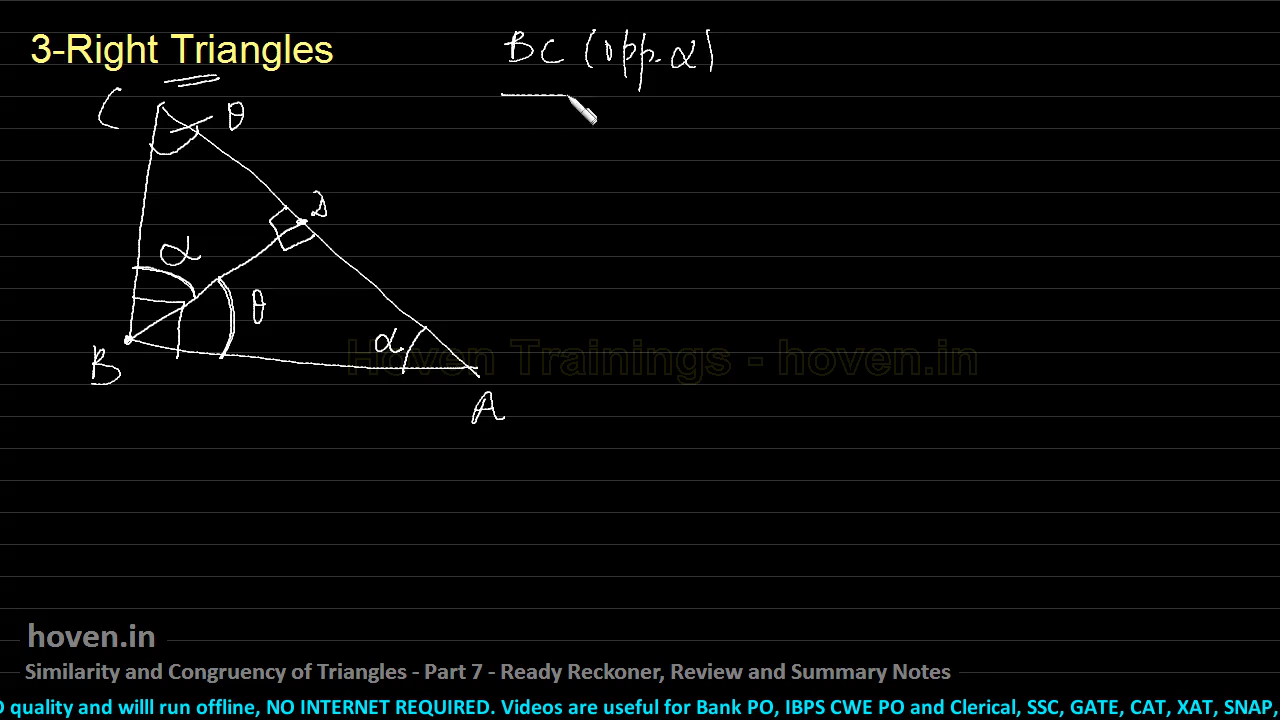 3-Right Triangles
BC (opp. α)
C
θ
D
α
θ
α
B
A
Hoven Trainings - hoven.in
hoven.in
Similarity and Congruency of Triangles - Part 7 - Ready Reckoner, Review and Summary Notes
quality and willl run offline, NO INTERNET REQUIRED. Videos are useful for Bank PO, IBPS CWE PO and Clerical, SSC, GATE, CAT, XAT, SNAP,